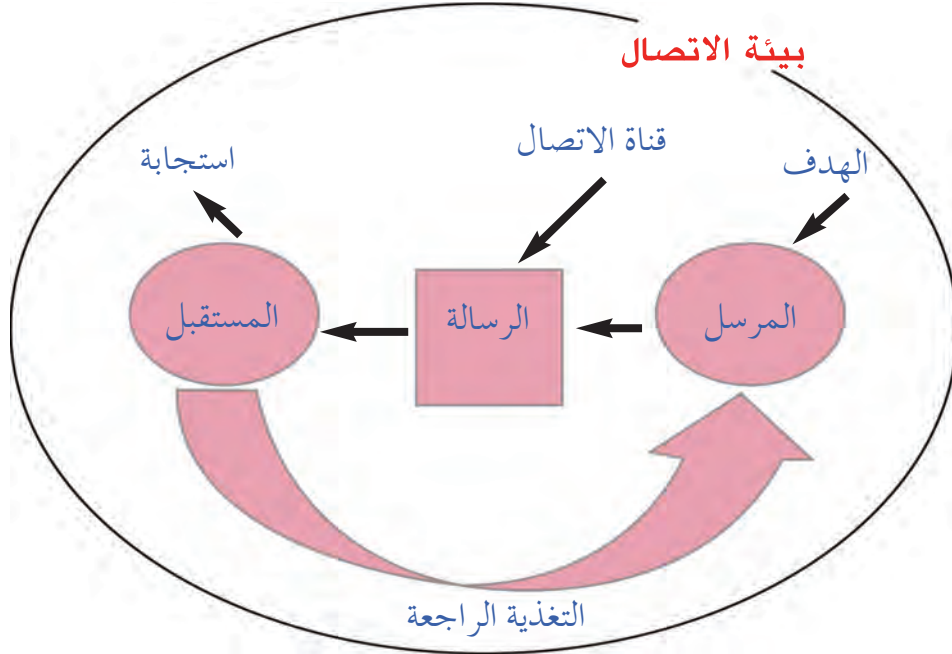 بيئة الاتصال
الهدف
قناة الاتصال
استجابة
المرسل
الرسالة
المستقبل
التغذية الراجعة